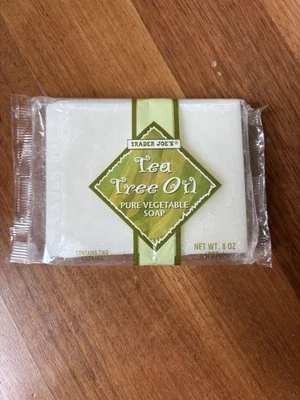 TRADER JOE'S®
Tea
Tree Oil
PURE VEGETABLE
SOAP
CONTAINS TWO
NET WT. 8 OZ